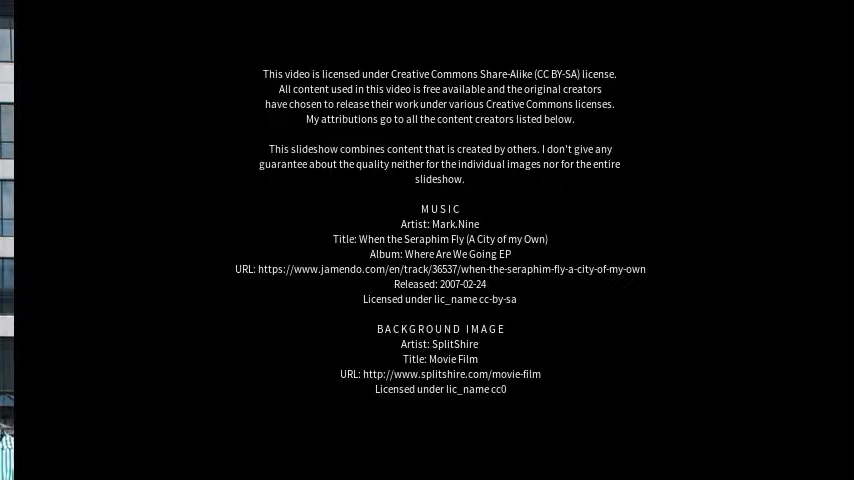 This video is licensed under Creative Commons Share-Alike (CC BY-SA) license.
All content used in this video is free available and the original creators
have chosen to release their work under various Creative Commons licenses.
My attributions go to all the content creators listed below.
This slideshow combines content that is created by others. I don't give any
guarantee about the quality neither for the individual images nor for the entire
slideshow.
MUSIC
Artist: Mark.Nine
Title: When the Seraphim Fly (A City of my Own)
Album: Where Are We Going EP
URL: https://www.jamendo.com/en/track/36537/when-the-seraphim-fly-a-city-of-my-own
Released: 2007-02-24
Licensed under lic_name cc-by-sa
BACKGROUND IMAGE
Artist: SplitShire
Title: Movie Film
URL: http://www.splitshire.com/movie-film
Licensed under lic_name cc0